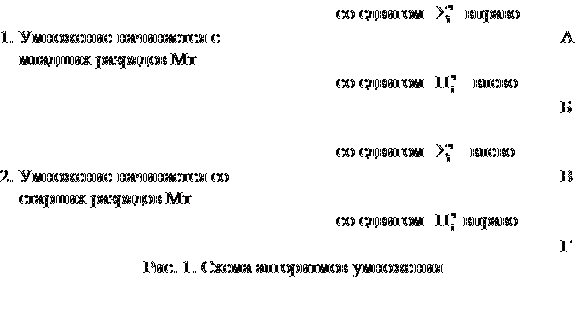 со сдвигом Σ вправо
1. Умножение начинается с А
младших разрядов Мт
со сдвигом П влево
Б
со сдвигом Σ влево
2. Умножение начинается со В
старших разрядов Мт
со сдвигом П вправо
Г
Рис. 1. Схема алгоритмов умножения